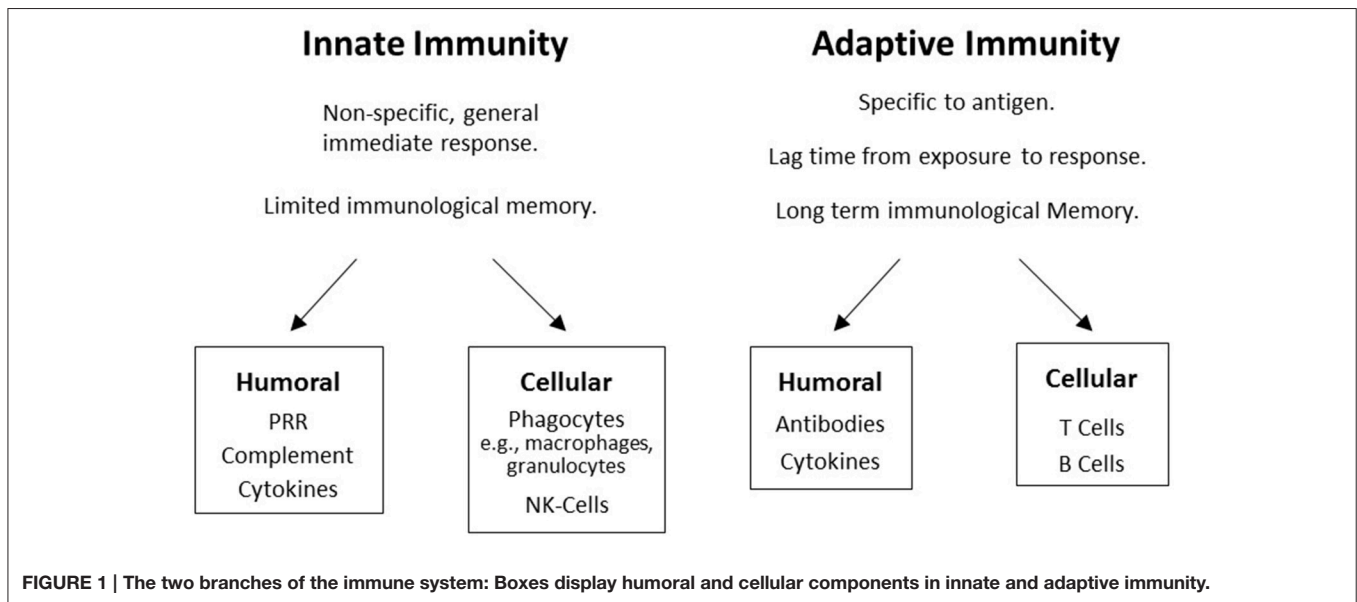 Innate Immunity
Non-specific, general
immediate response.
Limited immunological memory.
Humoral
PRR
Complement
Cytokines
Cellular
Phagocytes
e.g., macrophages,
granulocytes
NK-Cells
Adaptive Immunity
Specific to antigen.
Lag time from exposure to response.
Long term immunological Memory.
Humoral
Antibodies
Cytokines
Cellular
T Cells
B Cells
FIGURE 1 | The two branches of the immune system: Boxes display humoral and cellular components in innate and adaptive immunity.